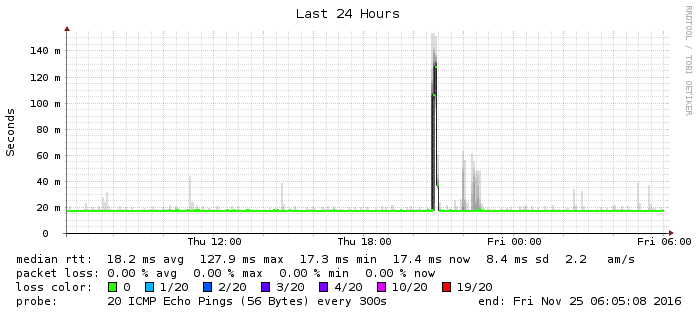 Last 24 Hours
RRDTOOL / TOBI OETIKER
Seconds
140 m
120 m
100 m
80 m
60 m
40 m
20 m
0
Thu 12:00 Thu 18:00 Fri 00:00 Fri 06:00
median rtt: 18.2 ms avg 127.9 ms max 17.3 ms min 17.4 ms now 8.4 ms sd 2.2 am/s
packet loss: 0.00 % avg 0.00 % max 0.00 % min 0.00 % now
loss color: 0 1/20 2/20 3/20 4/20 10/20 19/20
probe: 20 ICMP Echo Pings (56 Bytes) every 300s end: Fri Nov 25 06:05:08 2016